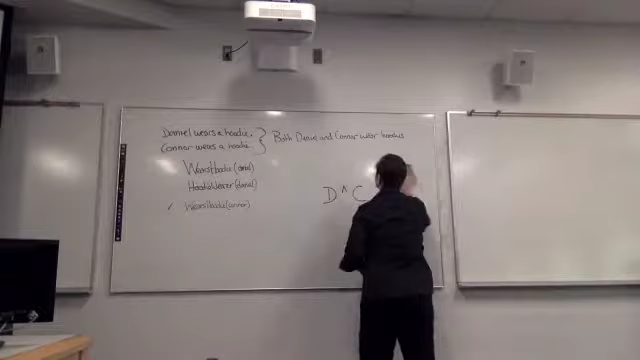 Daniel wears a hoodie. } Both Daniel and Connor wear hoodies
Connor wears a hoodie.
WearsHoodie(daniel)
HoodieWearer(daniel)
✓ WearsHoodie(connor)
D ^ C